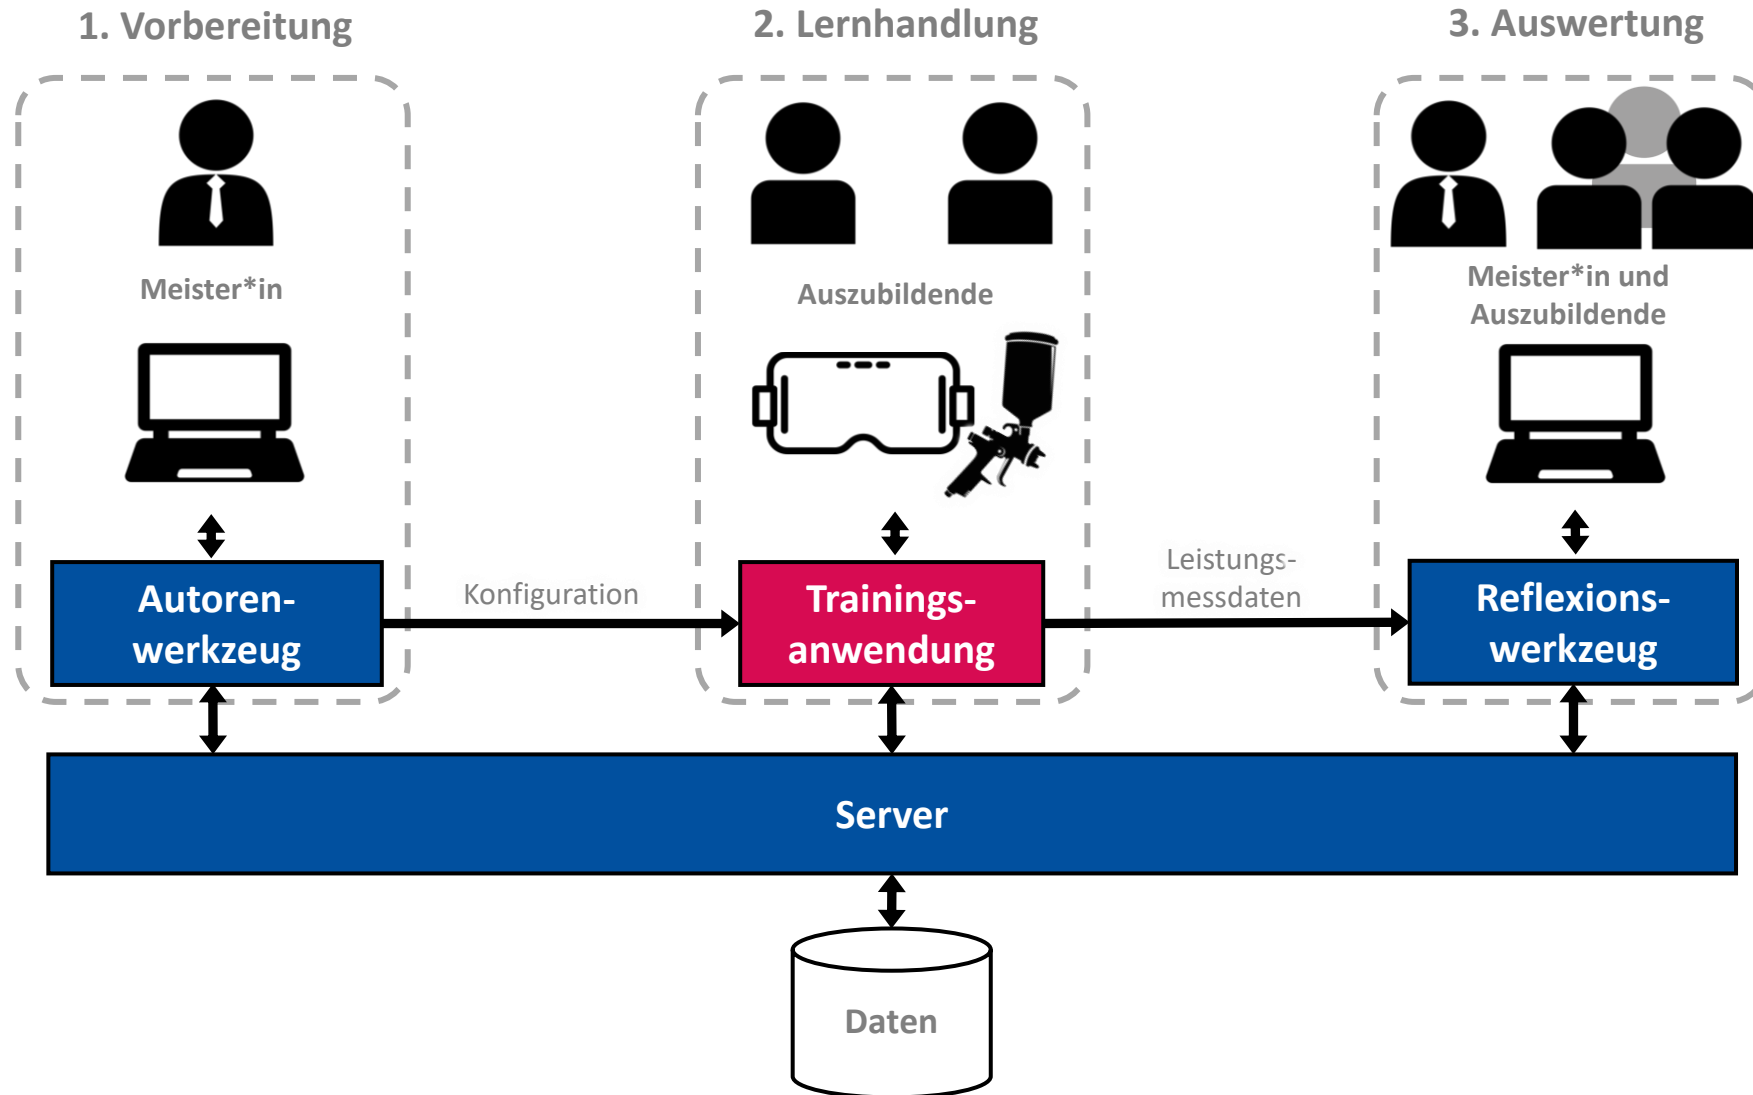 1. Vorbereitung
2. Lernhandlung
3. Auswertung
Meister*in
Auszubildende
Meister*in und
Auszubildende
Autoren-
werkzeug
Konfiguration
Trainings-
anwendung
Leistungs-
messdaten
Reflexions-
werkzeug
Server
Daten